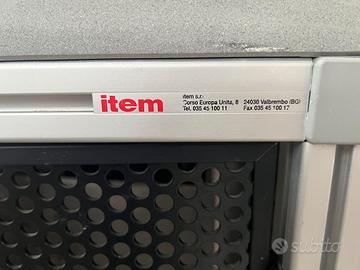 item
item s.r.l.
Corso Europa Unita, 8 24030 Valbrembo (BG)
Tel. 035 45 100 11 Fax 035 45 100 17
subito